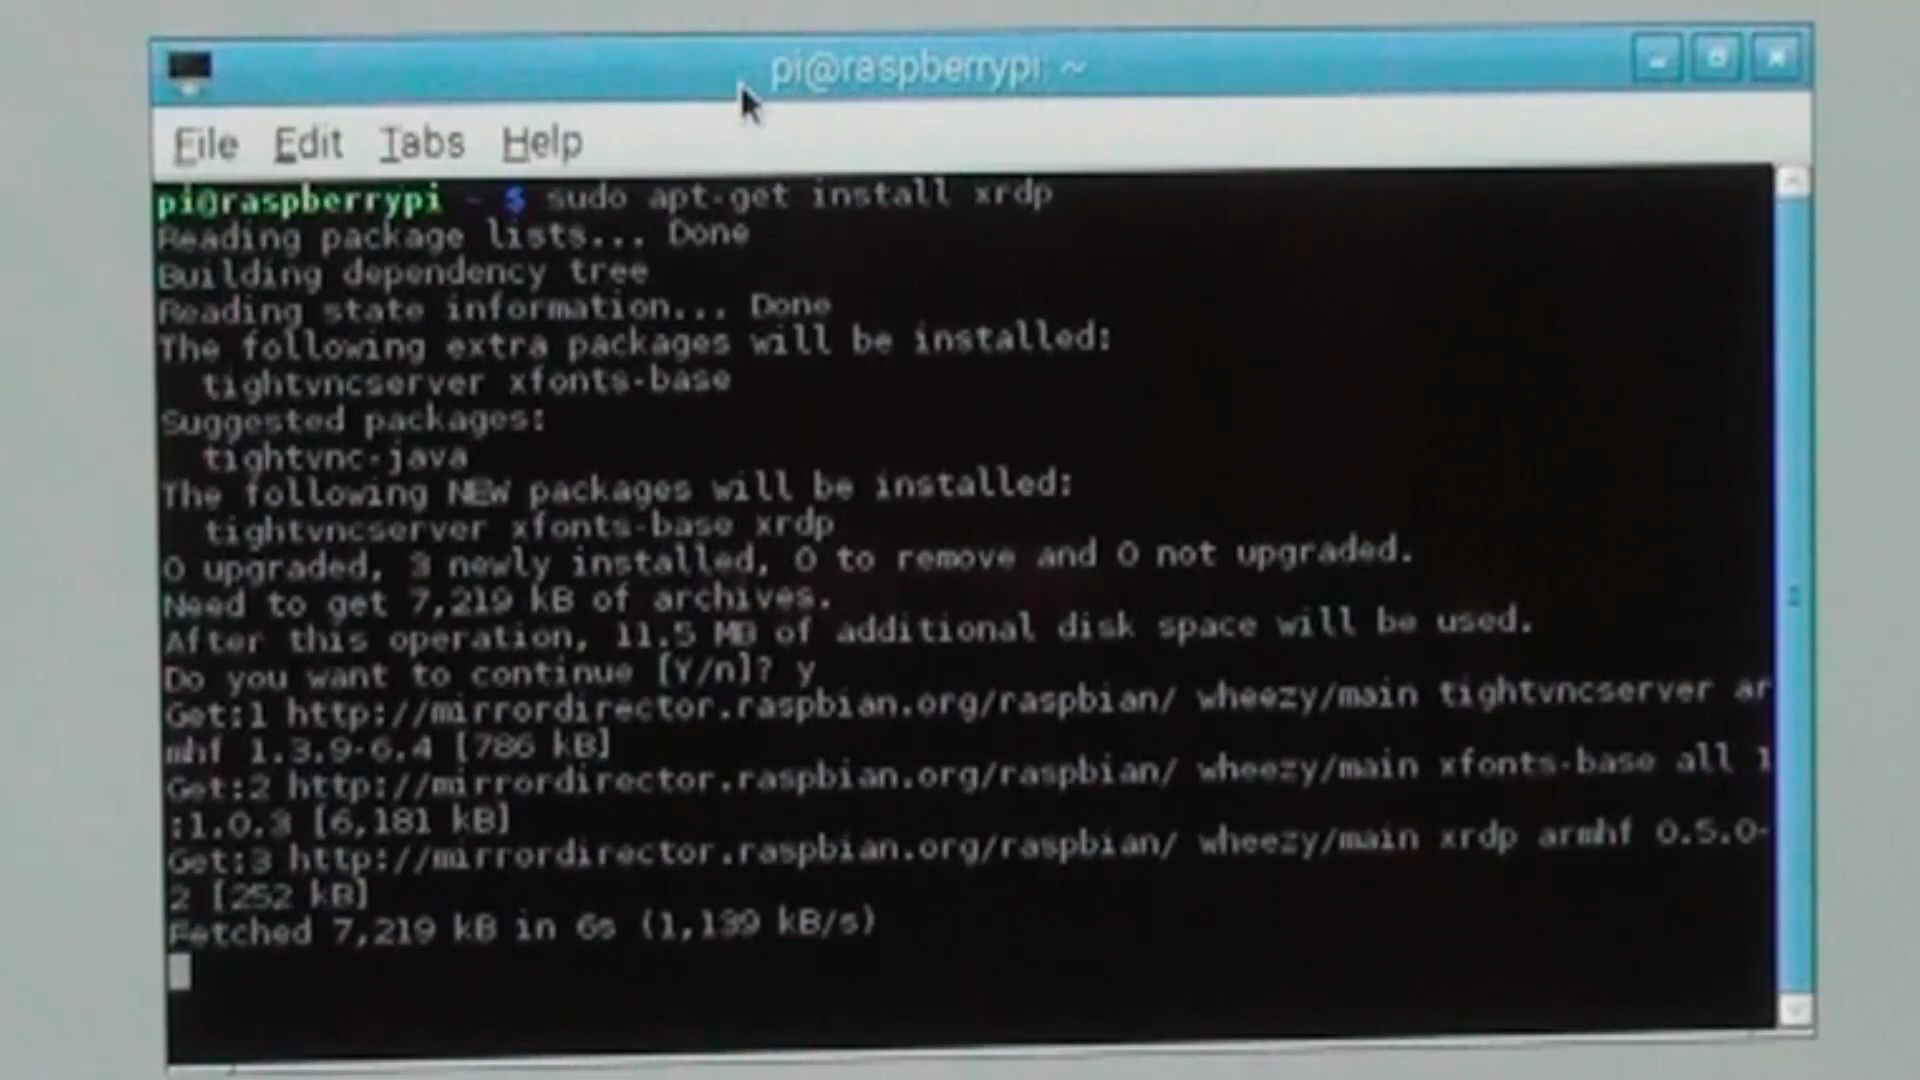 pi@raspberrypi: ~
File Edit Tabs Help
pi@raspberrypi ~ $ sudo apt-get install xrdp
Reading package lists... Done
Building dependency tree
Reading state information... Done
The following extra packages will be installed:
tightvncserver xfonts-base
Suggested packages:
tightvnc-java
The following NEW packages will be installed:
tightvncserver xfonts-base xrdp
0 upgraded, 3 newly installed, 0 to remove and 0 not upgraded.
Need to get 7,219 kB of archives.
After this operation, 11.5 MB of additional disk space will be used.
Do you want to continue [Y/n]? y
Get:1 http://mirrordirector.raspbian.org/raspbian/ wheezy/main tightvncserver ar
mhf 1.3.9-6.4 [786 kB]
Get:2 http://mirrordirector.raspbian.org/raspbian/ wheezy/main xfonts-base all 1
:1.0.3 [6,181 kB]
Get:3 http://mirrordirector.raspbian.org/raspbian/ wheezy/main xrdp armhf 0.5.0-
2 [252 kB]
Fetched 7,219 kB in 6s (1,139 kB/s)